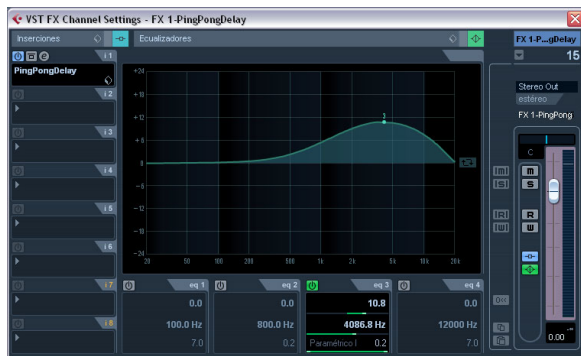 VST FX Channel Settings - FX 1-PingPongDelay
Inserciones
Ecualizadores
FX 1-P...gDelay
15
i 1
PingPongDelay
i 2
i 3
i 4
i 5
i 6
i 7
i 8
+24
+6
0
-6
-12
-24
20
50
100
500
1k
2k
5k
10k
20k
3
Stereo Out
estéreo
FX 1-PingPong
C
M
S
R
W
eq 1
eq 2
eq 3
eq 4
0.0
0.0
10.8
0.0
100.0 Hz
800.0 Hz
4086.8 Hz
12000 Hz
7.0
0.2
Paramétrico I
0.2
7.0
0.00